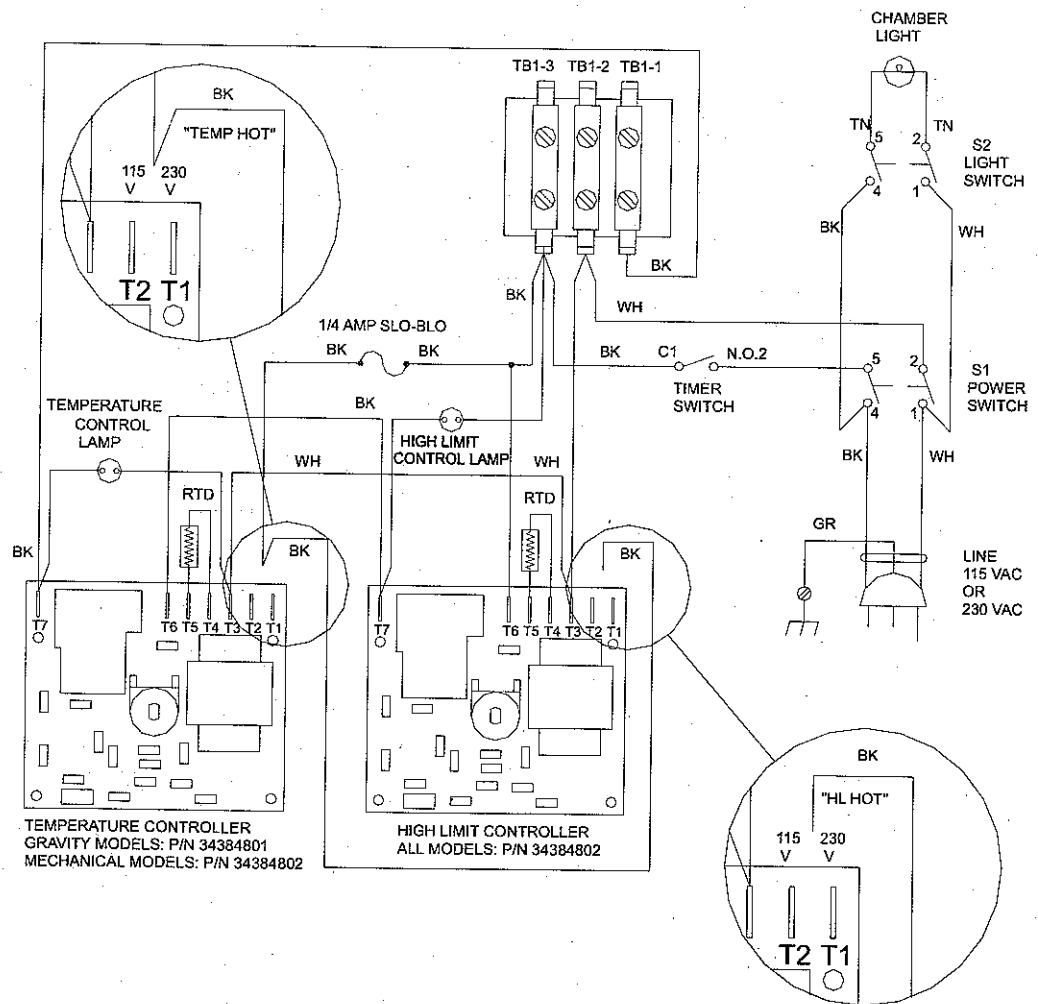 CHAMBER
LIGHT
TB1-3 TB1-2 TB1-1
BK
"TEMP HOT"
115 230
V V
T2 T1
TN 5 2 TN
S2
LIGHT
SWITCH
4 1
BK
WH
BK
BK
WH
1/4 AMP SLO-BLO
BK BK
BK C1 N.O.2
TIMER
SWITCH
5 2
S1
POWER
SWITCH
4 1
BK WH
TEMPERATURE
CONTROL
LAMP
BK
HIGH LIMIT
CONTROL LAMP
WH WH
RTD RTD
BK BK BK
GR
LINE
115 VAC
OR
230 VAC
T7 T6 T5 T4 T3 T2 T1
T7 T6 T5 T4 T3 T2 T1
TEMPERATURE CONTROLLER
GRAVITY MODELS: P/N 34384801
MECHANICAL MODELS: P/N 34384802
HIGH LIMIT CONTROLLER
ALL MODELS: P/N 34384802
BK
"HL HOT"
115 230
V V
T2 T1